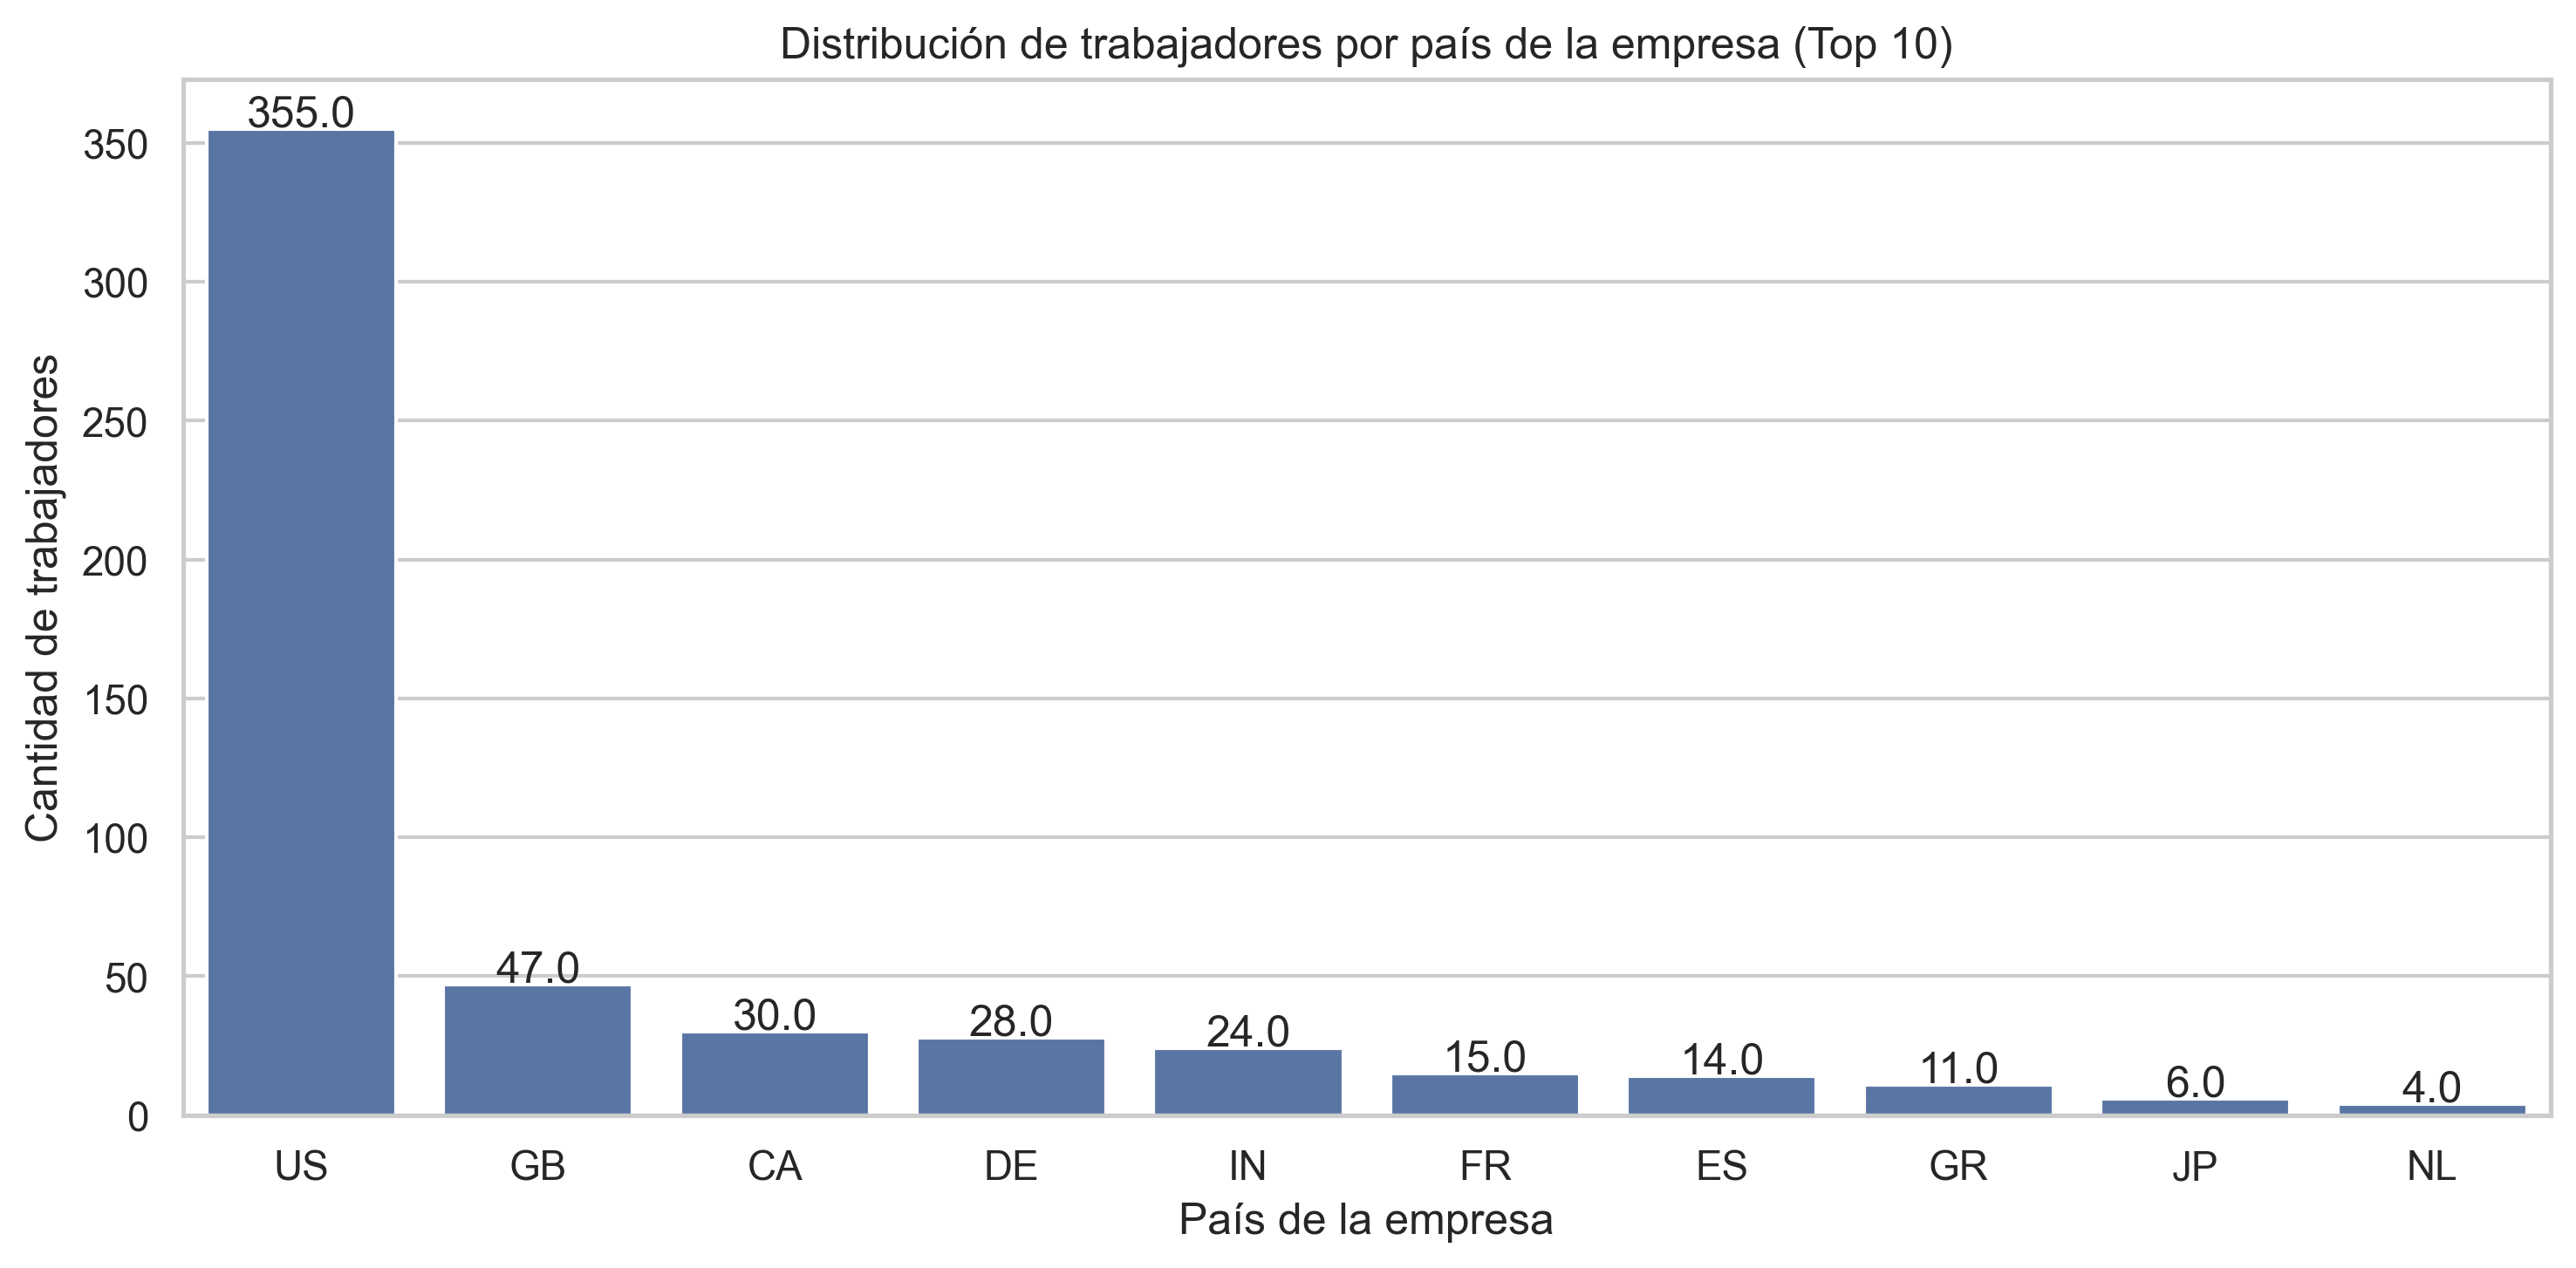 Distribución de trabajadores por país de la empresa (Top 10)
Cantidad de trabajadores
350
300
250
200
150
100
50
0
355.0
47.0
30.0
28.0
24.0
15.0
14.0
11.0
6.0
4.0
US
GB
CA
DE
IN
FR
ES
GR
JP
NL
País de la empresa